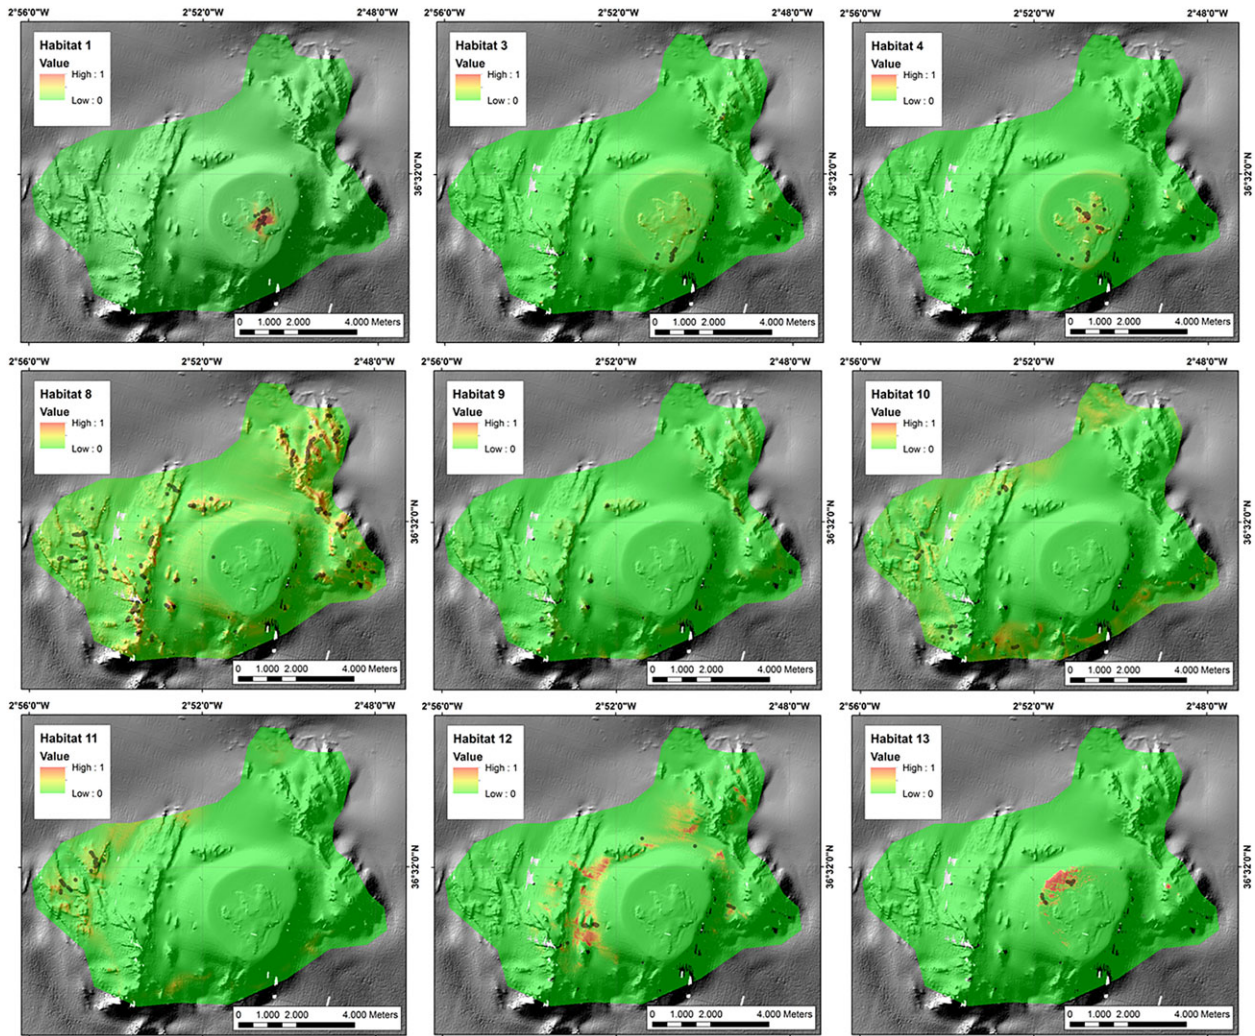 2°56'0"W 2°52'0"W 2°48'0"W 2°56'0"W 2°52'0"W 2°48'0"W 2°56'0"W 2°52'0"W 2°48'0"W
Habitat 1
Value
High : 1
Low : 0
36°32'0"N
0 1.000 2.000 4.000 Meters
Habitat 3
Value
High : 1
Low : 0
36°32'0"N
0 1.000 2.000 4.000 Meters
Habitat 4
Value
High : 1
Low : 0
36°32'0"N
0 1.000 2.000 4.000 Meters
2°56'0"W 2°52'0"W 2°48'0"W 2°56'0"W 2°52'0"W 2°48'0"W 2°56'0"W 2°52'0"W 2°48'0"W
Habitat 8
Value
High : 1
Low : 0
36°32'0"N
0 1.000 2.000 4.000 Meters
Habitat 9
Value
High : 1
Low : 0
36°32'0"N
0 1.000 2.000 4.000 Meters
Habitat 10
Value
High : 1
Low : 0
36°32'0"N
0 1.000 2.000 4.000 Meters
2°56'0"W 2°52'0"W 2°48'0"W 2°56'0"W 2°52'0"W 2°48'0"W 2°56'0"W 2°52'0"W 2°48'0"W
Habitat 11
Value
High : 1
Low : 0
36°32'0"N
0 1.000 2.000 4.000 Meters
Habitat 12
Value
High : 1
Low : 0
36°32'0"N
0 1.000 2.000 4.000 Meters
Habitat 13
Value
High : 1
Low : 0
36°32'0"N
0 1.000 2.000 4.000 Meters